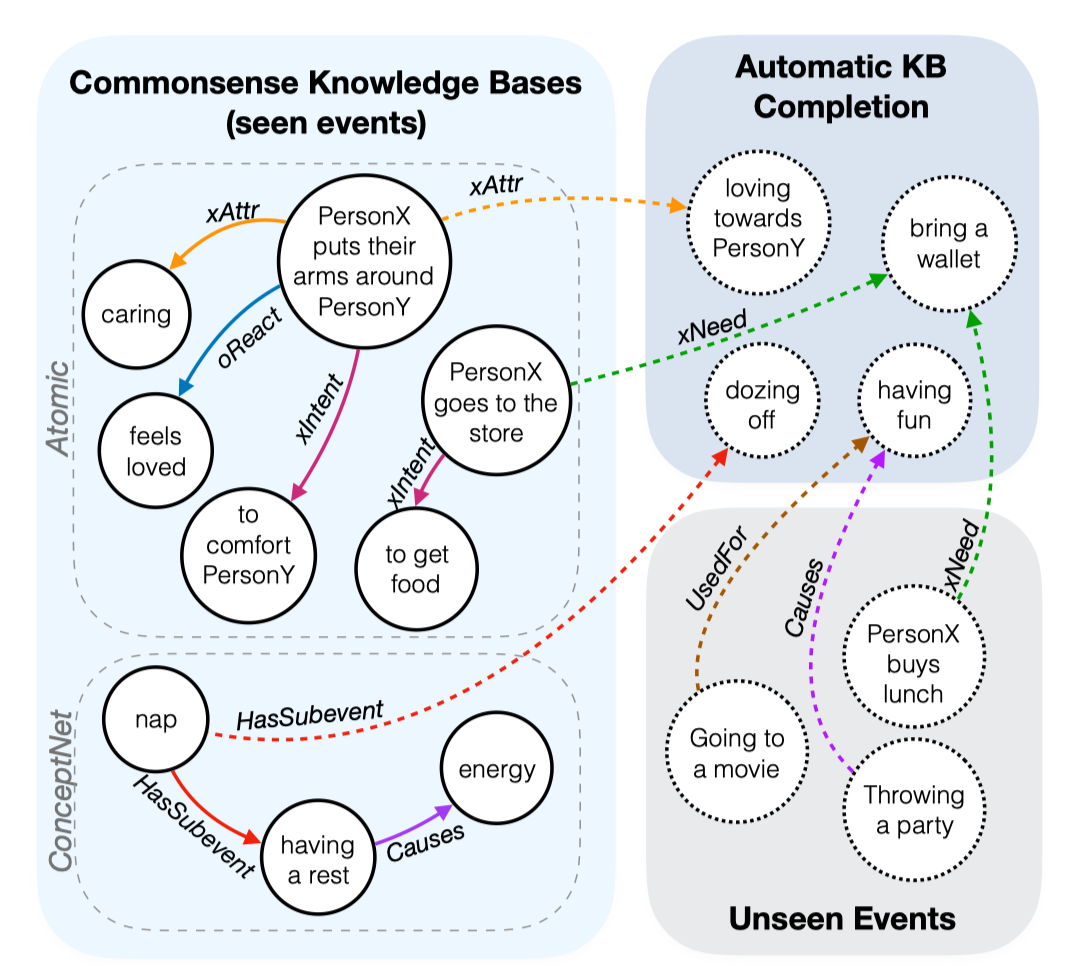 Commonsense Knowledge Bases
(seen events)
Atomic
xAttr
PersonX
puts their
arms around
PersonY
caring
oReact
feels
loved
xIntent
to
comfort
PersonY
PersonX
goes to the
store
xIntent
to get
food
ConceptNet
nap
HasSubevent
HasSubevent
having
a rest
Causes
energy
Automatic KB
Completion
xAttr
loving
towards
PersonY
bring a
wallet
xNeed
dozing
off
having
fun
UsedFor
Causes
xNeed
PersonX
buys
lunch
Going to
a movie
Throwing
a party
Unseen Events